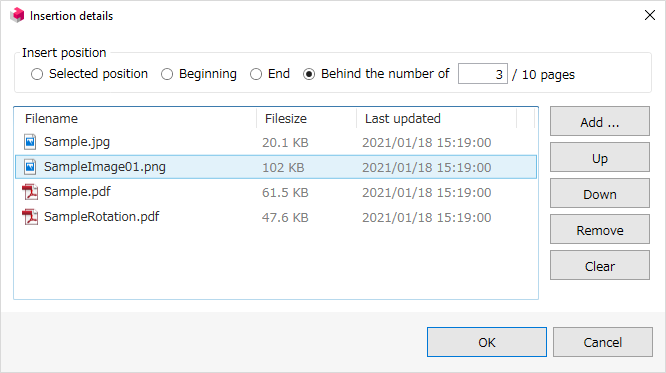 Insertion details
Insert position
Selected position Beginning End Behind the number of 3 / 10 pages
Filename Filesize Last updated
Sample.jpg 20.1 KB 2021/01/18 15:19:00
SampleImage01.png 102 KB 2021/01/18 15:19:00
Sample.pdf 61.5 KB 2021/01/18 15:19:00
SampleRotation.pdf 47.6 KB 2021/01/18 15:19:00
Add ...
Up
Down
Remove
Clear
OK Cancel